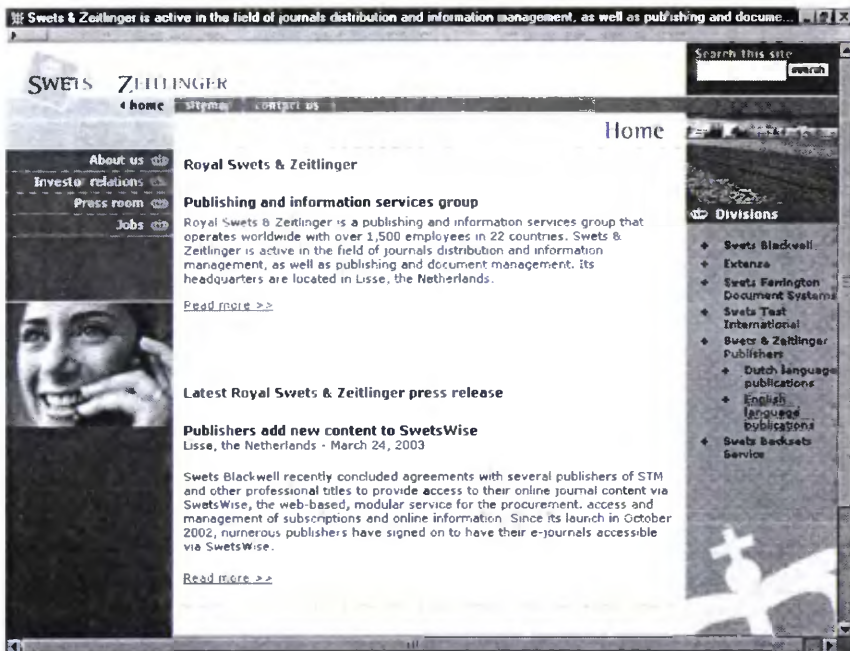 Swets & Zeitlinger is active in the field of journals distribution and information management, as well as publishing and docume...
Search this site
search
SWETS ZEITLINGER
home sitemap contact us
Home
About us
Investor relations
Press room
Jobs
Royal Swets & Zeitlinger
Publishing and information services group
Royal Swets & Zeitlinger is a publishing and information services group that
operates worldwide with over 1,500 employees in 22 countries. Swets &
Zeitlinger is active in the field of journals distribution and information
management, as well as publishing and document management. Its
headquarters are located in Lisse, the Netherlands.
Read more >>
Latest Royal Swets & Zeitlinger press release
Publishers add new content to SwetsWise
Lisse, the Netherlands - March 24, 2003
Swets Blackwell recently concluded agreements with several publishers of STM
and other professional titles to provide access to their online journal content via
SwetsWise, the web-based, modular service for the procurement. access and
management of subscriptions and online information. Since its launch in October
2002, numerous publishers have signed on to have their e-journals accessible
via SwetsWise.
Read more >>
Divisions
Swets Blackwell
Extenza
Swets Farrington
Document Systems
Swets Test
International
Swets & Zeitlinger
Publishers
Dutch language
publications
English
language
publications
Swets Backsets
Service